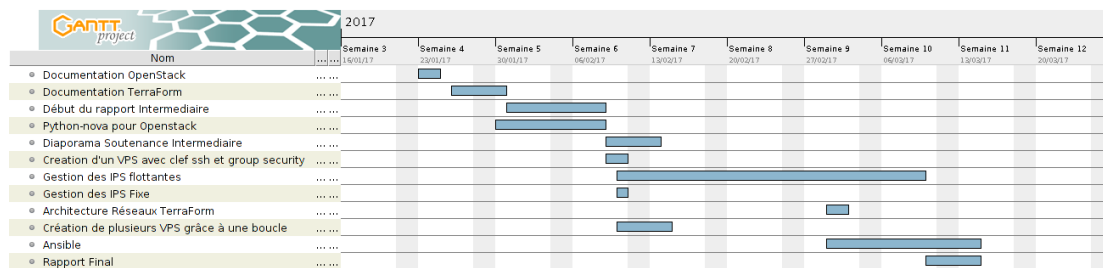 GANTT
project
2017
Semaine 3 Semaine 4 Semaine 5 Semaine 6 Semaine 7 Semaine 8 Semaine 9 Semaine 10 Semaine 11 Semaine 12
Nom ... ... 16/01/17 23/01/17 30/01/17 06/02/17 13/02/17 20/02/17 27/02/17 06/03/17 13/03/17 20/03/17
Documentation OpenStack ... ...
Documentation TerraForm ... ...
Début du rapport Intermediaire ... ...
Python-nova pour Openstack ... ...
Diaporama Soutenance Intermediaire ... ...
Creation d'un VPS avec clef ssh et group security ... ...
Gestion des IPS flottantes ... ...
Gestion des IPS Fixe ... ...
Architecture Réseaux TerraForm ... ...
Création de plusieurs VPS grâce à une boucle ... ...
Ansible ... ...
Rapport Final ... ...